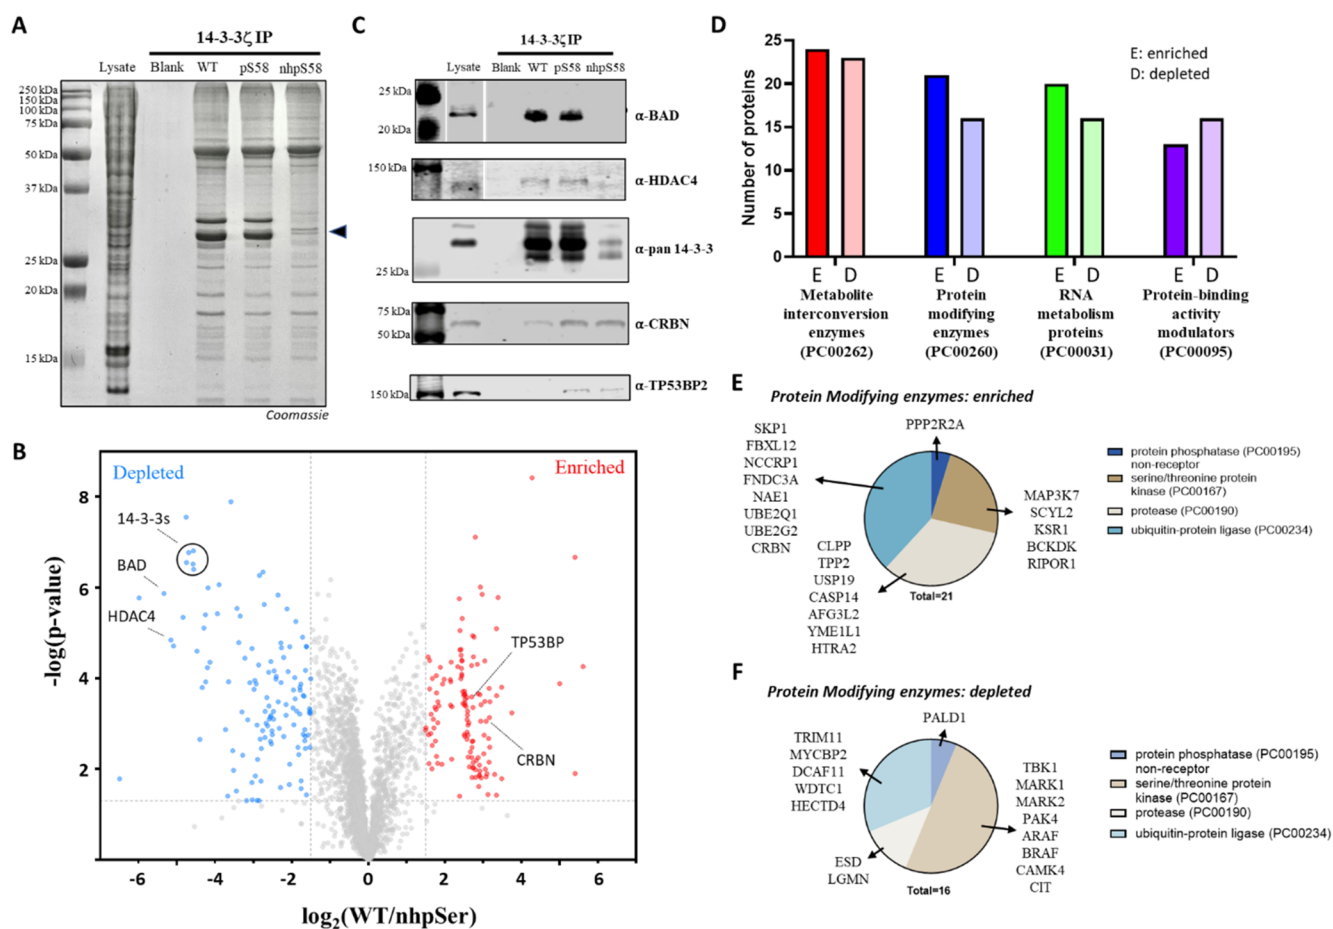 A
14-3-3ζ IP
Lysate Blank WT pS58 nhpS58
250 kDa
150 kDa
100 kDa
75 kDa
50 kDa
37 kDa
25 kDa
20 kDa
15 kDa
Coomassie
C
14-3-3ζ IP
Lysate Blank WT pS58 nhpS58
25 kDa
20 kDa
α-BAD
150 kDa
α-HDAC4
α-pan 14-3-3
25 kDa
75 kDa
50 kDa
α-CRBN
150 kDa
α-TP53BP2
D
Number of proteins
25
20
15
10
5
0
E: enriched
D: depleted
E D E D E D E D
Metabolite
interconversion
enzymes
(PC00262)
Protein
modifying
enzymes
(PC00260)
RNA
metabolism
proteins
(PC00031)
Protein-binding
activity
modulators
(PC00095)
B
Depleted
Enriched
14-3-3s
BAD
HDAC4
TP53BP
CRBN
-log(p-value)
8
6
4
2
-6 -4 -2 0 2 4 6
log2(WT/nhpSer)
E
Protein Modifying enzymes: enriched
SKP1
FBXL12
NCCRP1
FNDC3A
NAE1
UBE2Q1
UBE2G2
CRBN
PPP2R2A
CLPP
TPP2
USP19
CASP14
AFG3L2
YME1L1
HTRA2
MAP3K7
SCYL2
KSR1
BCKDK
RIPOR1
Total=21
protein phosphatase (PC00195)
non-receptor
serine/threonine protein
kinase (PC00167)
protease (PC00190)
ubiquitin-protein ligase (PC00234)
F
Protein Modifying enzymes: depleted
PALD1
TRIM11
MYCBP2
DCAF11
WDTC1
HECTD4
ESD
LGMN
TBK1
MARK1
MARK2
PAK4
ARAF
BRAF
CAMK4
CIT
Total=16
protein phosphatase (PC00195)
non-receptor
serine/threonine protein
kinase (PC00167)
protease (PC00190)
ubiquitin-protein ligase (PC00234)